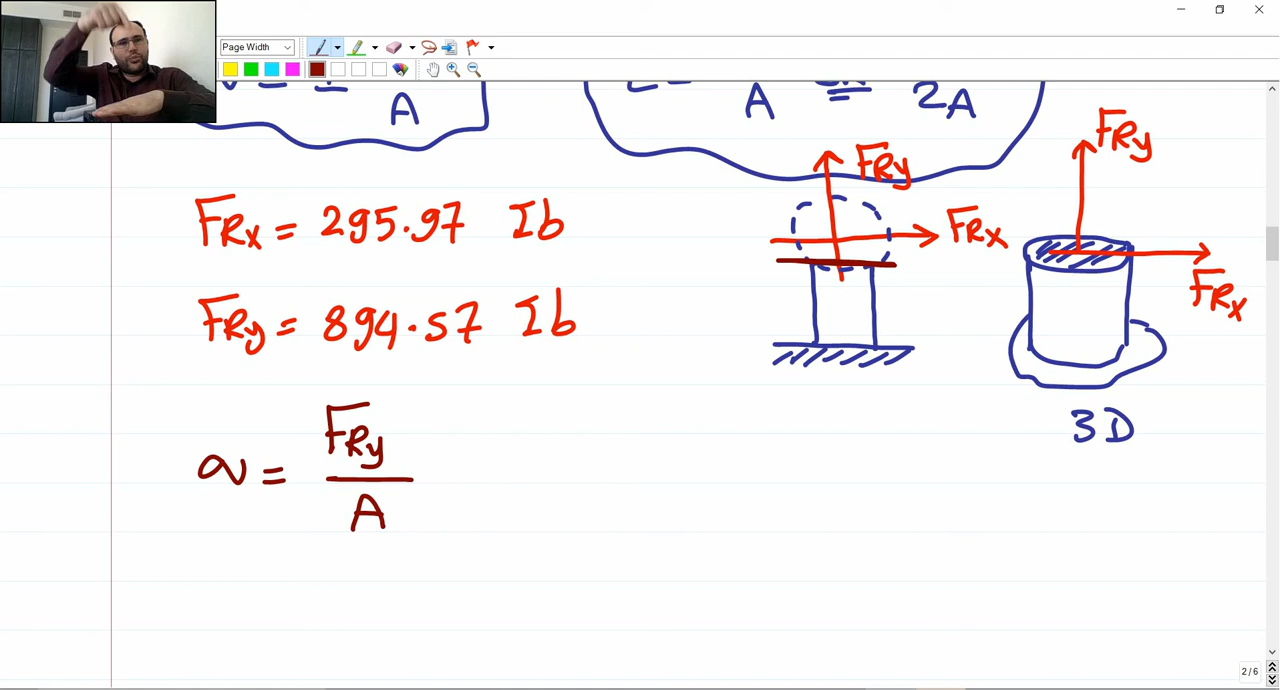 Page Width
A
A
2A
FRy
FRy
FRx
FRx
FRx = 295.97 Ib
FRy = 894.57 Ib
3D
σ = FRy
A
2/6